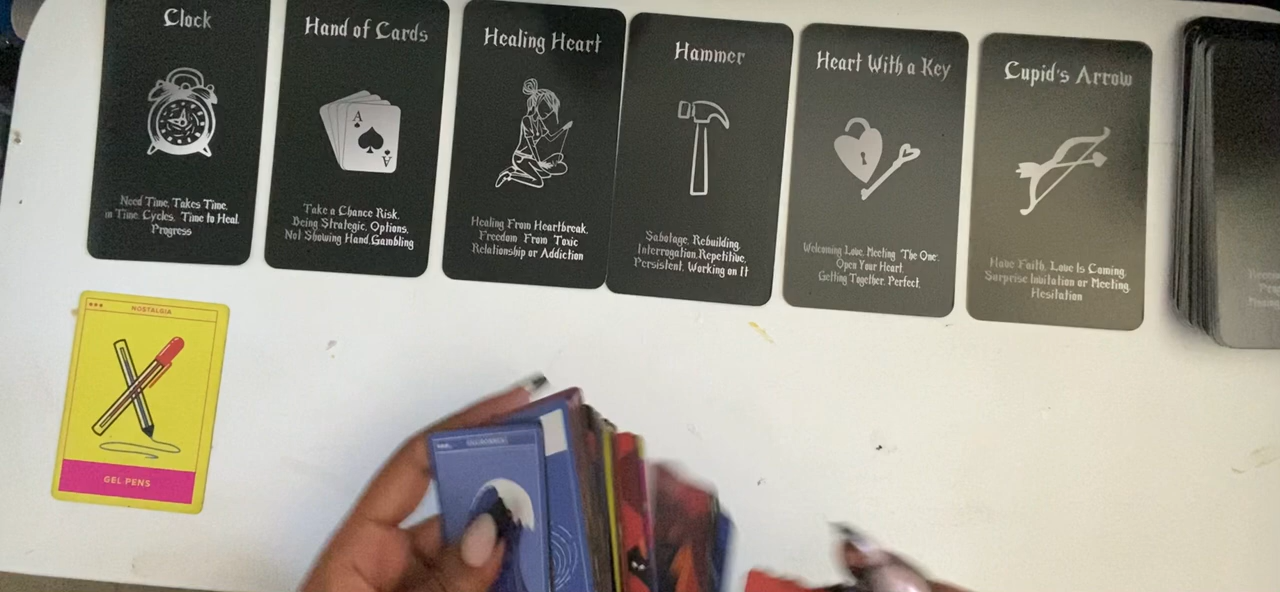 Clock
Need Time, Takes Time,
in Time, Cycles, Time to Heal,
Progress
Hand of Cards
A
A
Take a Chance Risk,
Being Strategic, Options,
Not Showing Hand,Gambling
Healing Heart
Healing From Heartbreak,
Freedom From Toxic
Relationship or Addiction
Hammer
Sabotage, Rebuilding,
Interrogation,Repetitive,
Persistent, Working on It
Heart With a Key
Welcoming Love, Meeting "The One",
Open Your Heart,
Getting Together, Perfect,
Cupid's Arrow
Have Faith, Love Is Coming,
Surprise Invitation or Meeting,
Hesitation
NOSTALGIA
GEL PENS